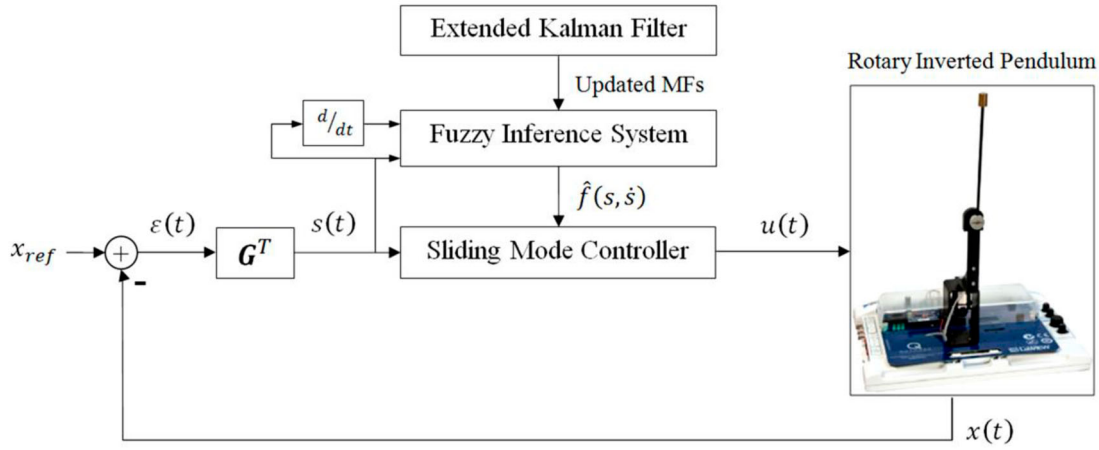 Extended Kalman Filter
Rotary Inverted Pendulum
Updated MFs
d/dt
Fuzzy Inference System
f̂(s,ṡ)
ε(t)
s(t)
u(t)
x_ref
+
G^T
Sliding Mode Controller
-
x(t)